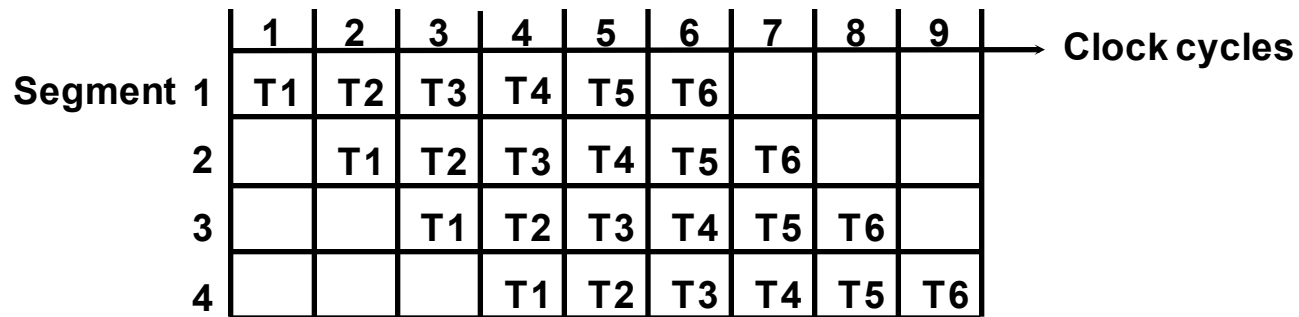 1 2 3 4 5 6 7 8 9 Clock cycles
Segment 1 T1 T2 T3 T4 T5 T6
2 T1 T2 T3 T4 T5 T6
3 T1 T2 T3 T4 T5 T6
4 T1 T2 T3 T4 T5 T6